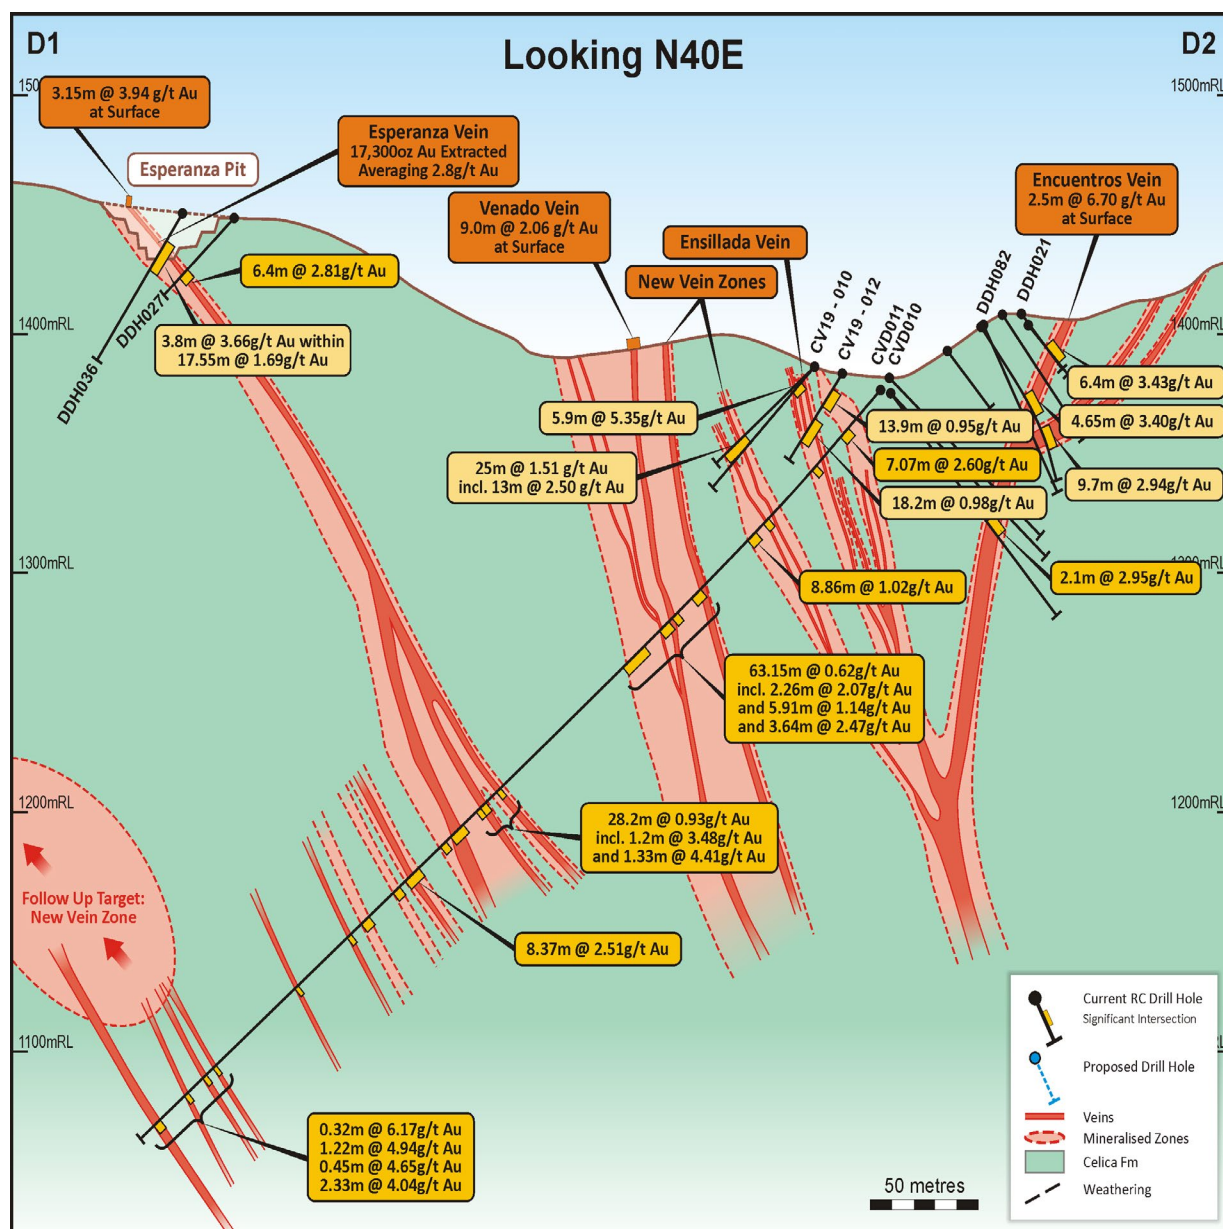 D1
Looking N40E
D2
150
1500mRL
3.15m @ 3.94 g/t Au
at Surface
Esperanza Pit
Esperanza Vein
17,300oz Au Extracted
Averaging 2.8g/t Au
Venado Vein
9.0m @ 2.06 g/t Au
at Surface
Ensillada Vein
New Vein Zones
Encuentros Vein
2.5m @ 6.70 g/t Au
at Surface
DDH082
DDH021
CV19 - 010
CV19 - 012
CVD011
CVD010
6.4m @ 2.81g/t Au
DDH027
DDH036
1400mRL
1400mRL
3.8m @ 3.66g/t Au within
17.55m @ 1.69g/t Au
6.4m @ 3.43g/t Au
5.9m @ 5.35g/t Au
13.9m @ 0.95g/t Au
4.65m @ 3.40g/t Au
25m @ 1.51 g/t Au
incl. 13m @ 2.50 g/t Au
7.07m @ 2.60g/t Au
9.7m @ 2.94g/t Au
18.2m @ 0.98g/t Au
1300mRL
8.86m @ 1.02g/t Au
2.1m @ 2.95g/t Au
63.15m @ 0.62g/t Au
incl. 2.26m @ 2.07g/t Au
and 5.91m @ 1.14g/t Au
and 3.64m @ 2.47g/t Au
1200mRL
1200mRL
28.2m @ 0.93g/t Au
incl. 1.2m @ 3.48g/t Au
and 1.33m @ 4.41g/t Au
Follow Up Target:
New Vein Zone
8.37m @ 2.51g/t Au
1100mRL
0.32m @ 6.17g/t Au
1.22m @ 4.94g/t Au
0.45m @ 4.65g/t Au
2.33m @ 4.04g/t Au
50 metres
Current RC Drill Hole
Significant Intersection
Proposed Drill Hole
Veins
Mineralised Zones
Celica Fm
Weathering